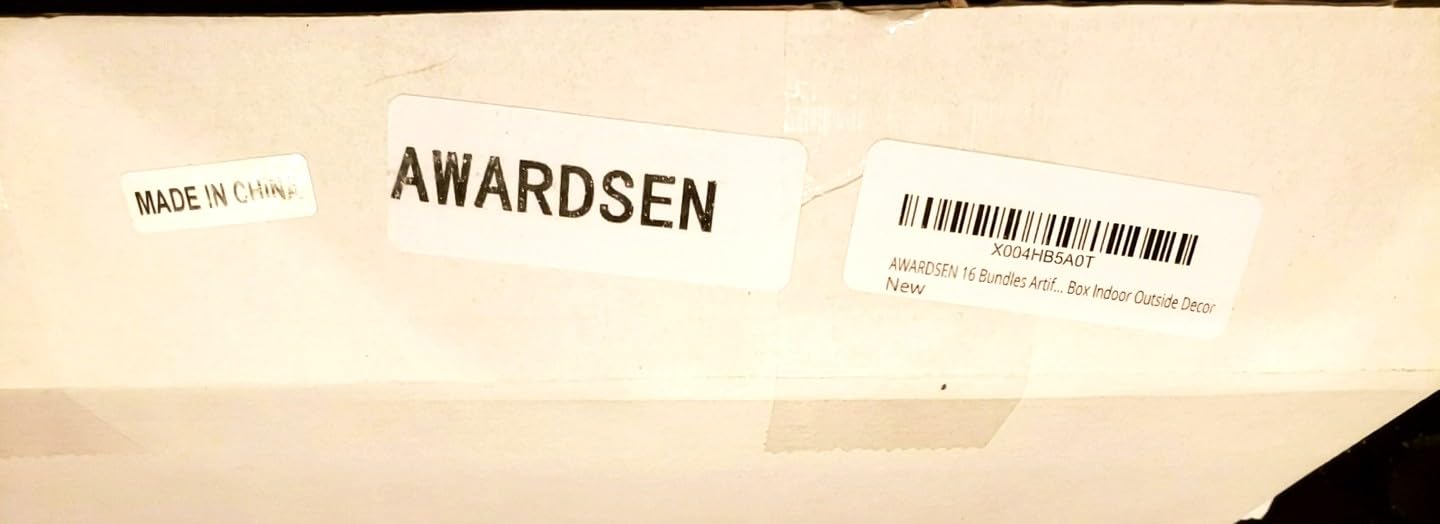 MADE IN CHINA
AWARDSEN
X004HB5A0T
AWARDSEN 16 Bundles Artif... Box Indoor Outside Decor
New